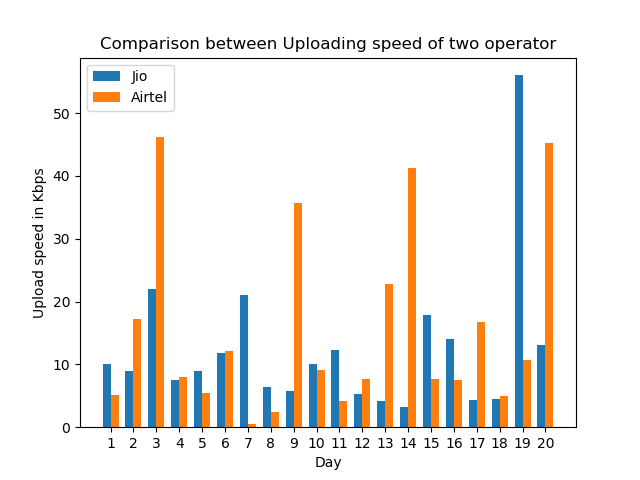 Comparison between Uploading speed of two operator
Jio
Airtel
Upload speed in Kbps
50
40
30
20
10
0
1 2 3 4 5 6 7 8 9 10 11 12 13 14 15 16 17 18 19 20
Day